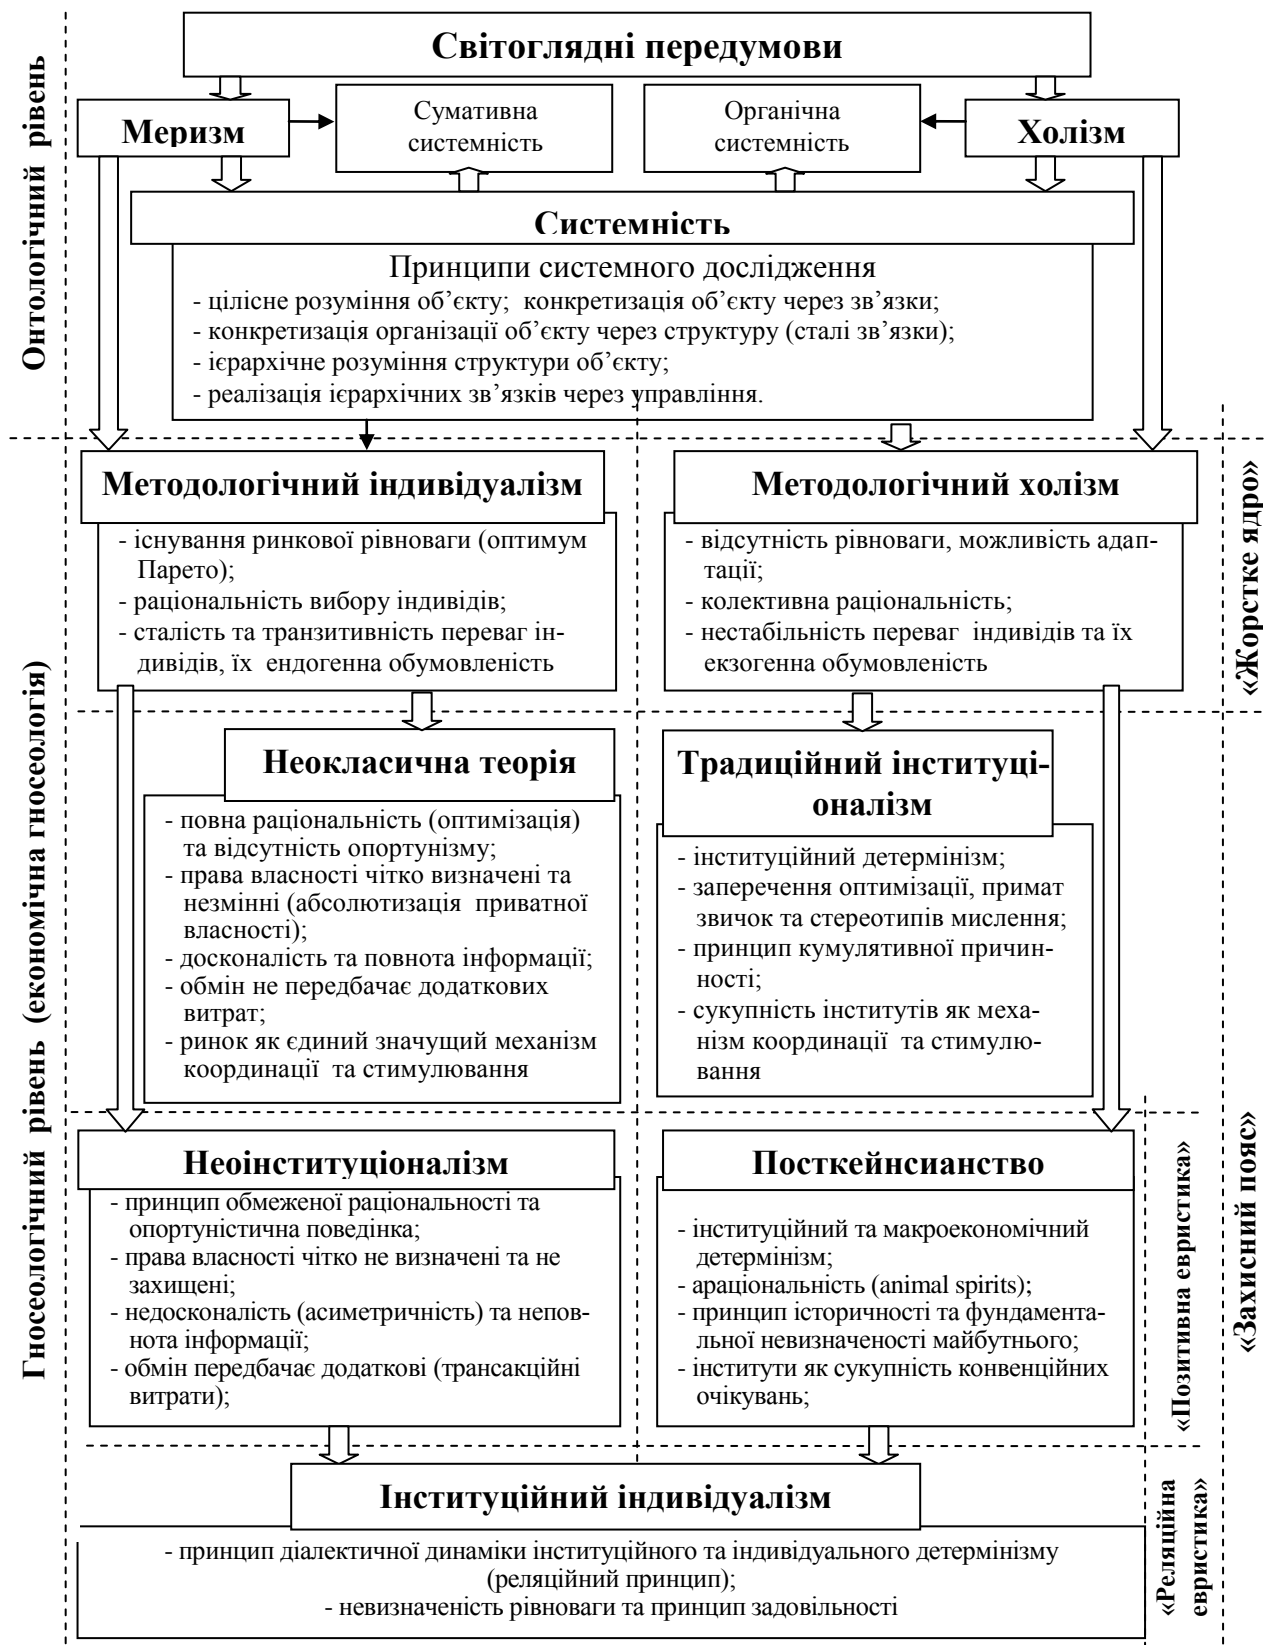 Світоглядні передумови
Онтологічний рівень
Меризм
Сумативна
системність
Органічна
системність
Холізм
Системність
Принципи системного дослідження
- цілісне розуміння об’єкту; конкретизація об’єкту через зв’язки;
- конкретизація організації об’єкту через структуру (сталі зв’язки);
- ієрархічне розуміння структури об’єкту;
- реалізація ієрархічних зв’язків через управління.
Гносеологічний рівень (економічна гносеологія)
Методологічний індивідуалізм
- існування ринкової рівноваги (оптимум
Парето);
- раціональність вибору індивідів;
- сталість та транзитивність переваг ін-
дивідів, їх ендогенна обумовленість
Методологічний холізм
- відсутність рівноваги, можливість адап-
тації;
- колективна раціональність;
- нестабільність переваг індивідів та їх
екзогенна обумовленість
«Жорстке ядро»
Неокласична теорія
- повна раціональність (оптимізація)
та відсутність опортунізму;
- права власності чітко визначені та
незмінні (абсолютизація приватної
власності);
- досконалість та повнота інформації;
- обмін не передбачає додаткових
витрат;
- ринок як єдиний значущий механізм
координації та стимулювання
Традиційний інституці-
оналізм
- інституційний детермінізм;
- заперечення оптимізації, примат
звичок та стереотипів мислення;
- принцип кумулятивної причин-
ності;
- сукупність інститутів як меха-
нізм координації та стимулю-
вання
«Захисний пояс»
Неоінституціоналізм
- принцип обмеженої раціональності та
опортуністична поведінка;
- права власності чітко не визначені та не
захищені;
- недосконалість (асиметричність) та непов-
нота інформації;
- обмін передбачає додаткові (трансакційні
витрати);
Посткейнсианство
- інституційний та макроекономічний
детермінізм;
- араціональність (animal spirits);
- принцип історичності та фундамента-
льної невизначеності майбутнього;
- інститути як сукупність конвенційних
очікувань;
«Позитивна евристика»
Інституційний індивідуалізм
- принцип діалектичної динаміки інституційного та індивідуального детермінізму
(реляційний принцип);
- невизначеність рівноваги та принцип задовільності
«Реляційна
евристика»